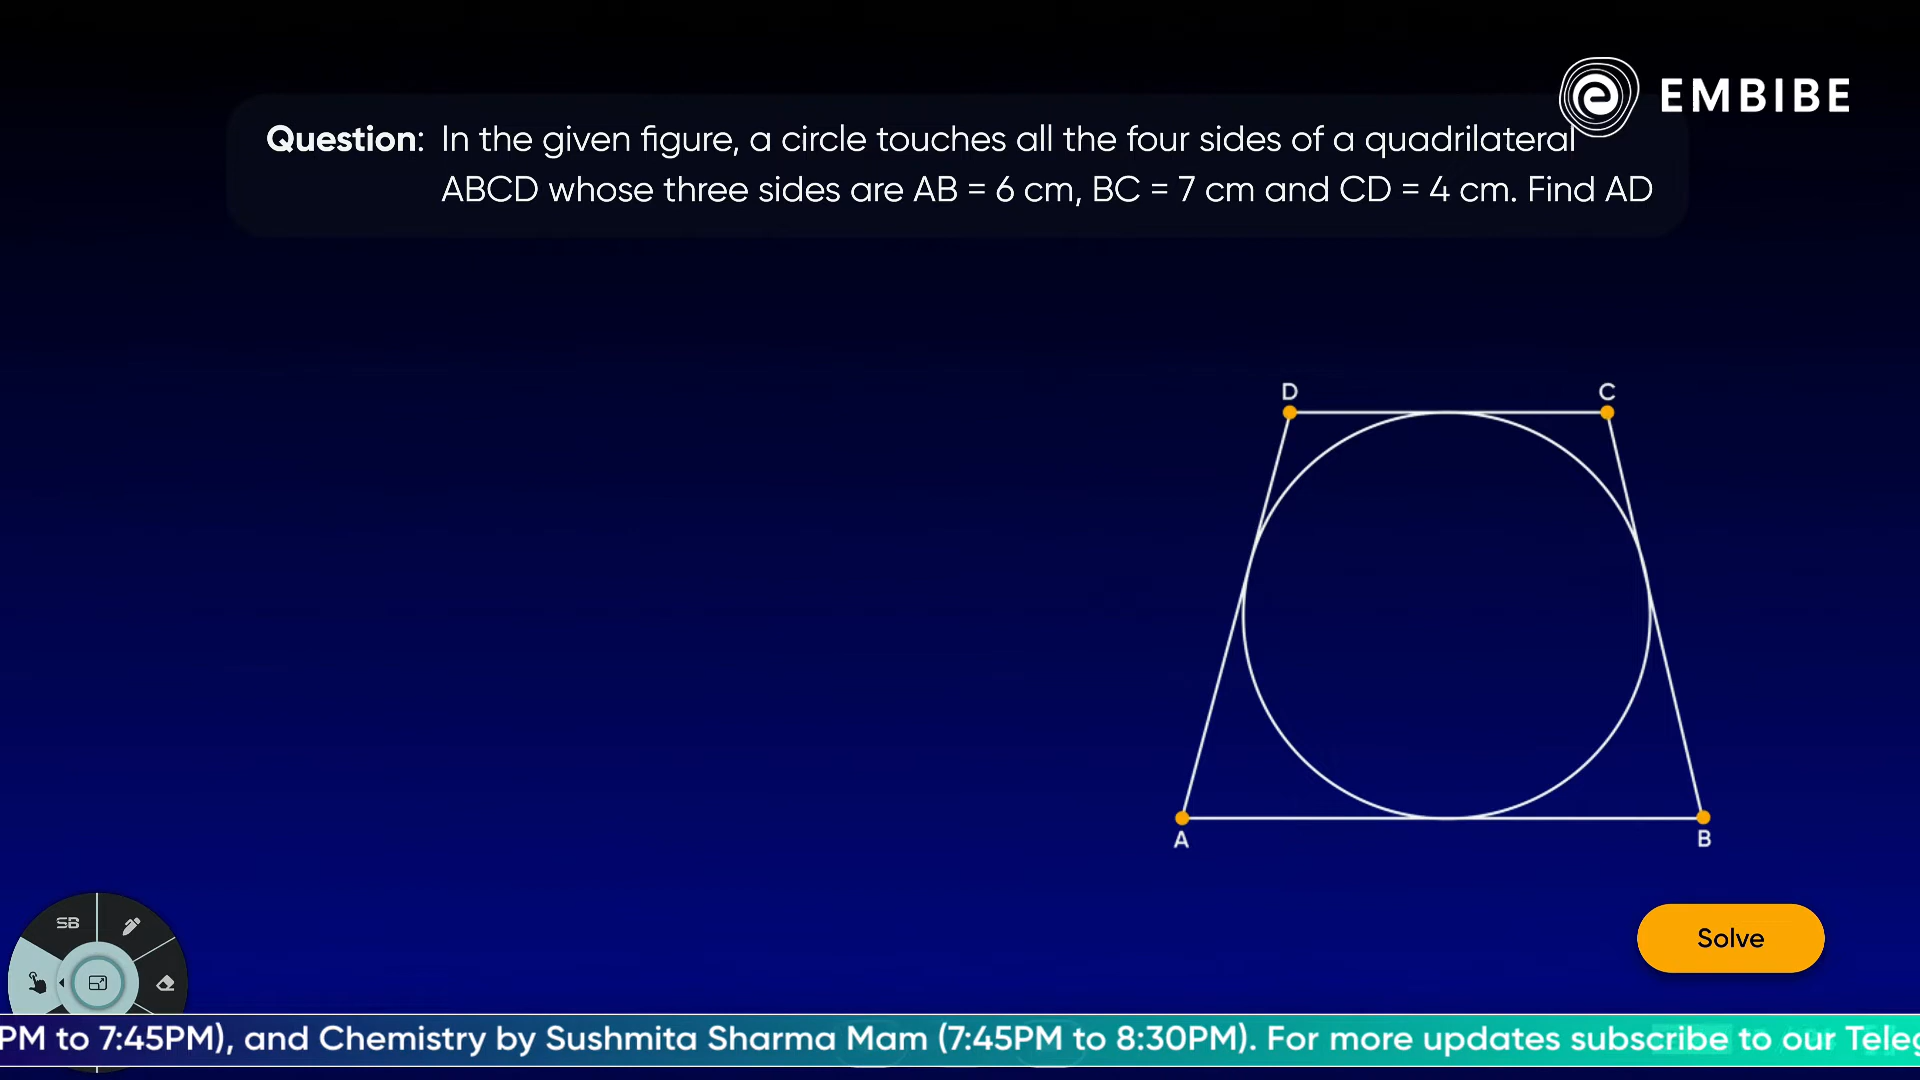 EMBIBE
Question: In the given figure, a circle touches all the four sides of a quadrilateral
ABCD whose three sides are AB = 6 cm, BC = 7 cm and CD = 4 cm. Find AD
D
C
A
B
SB
Solve
PM to 7:45PM), and Chemistry by Sushmita Sharma Mam (7:45PM to 8:30PM). For more updates subscribe to our